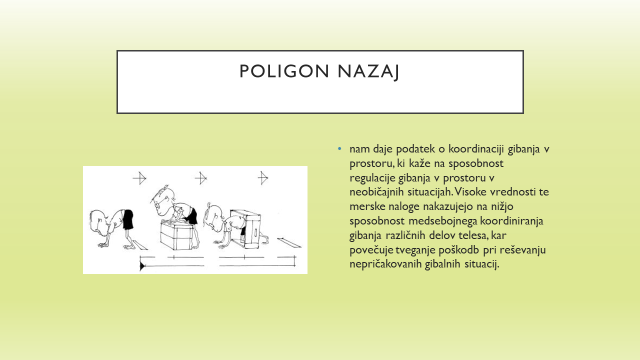 POLIGON NAZAJ
• nam daje podatek o koordinaciji gibanja v
prostoru, ki kaže na sposobnost
regulacije gibanja v prostoru v
neobičajnih situacijah. Visoke vrednosti te
merske naloge nakazujejo na nižjo
sposobnost medsebojnega koordiniranja
gibanja različnih delov telesa, kar
povečuje tveganje poškodb pri reševanju
nepričakovanih gibalnih situacij.